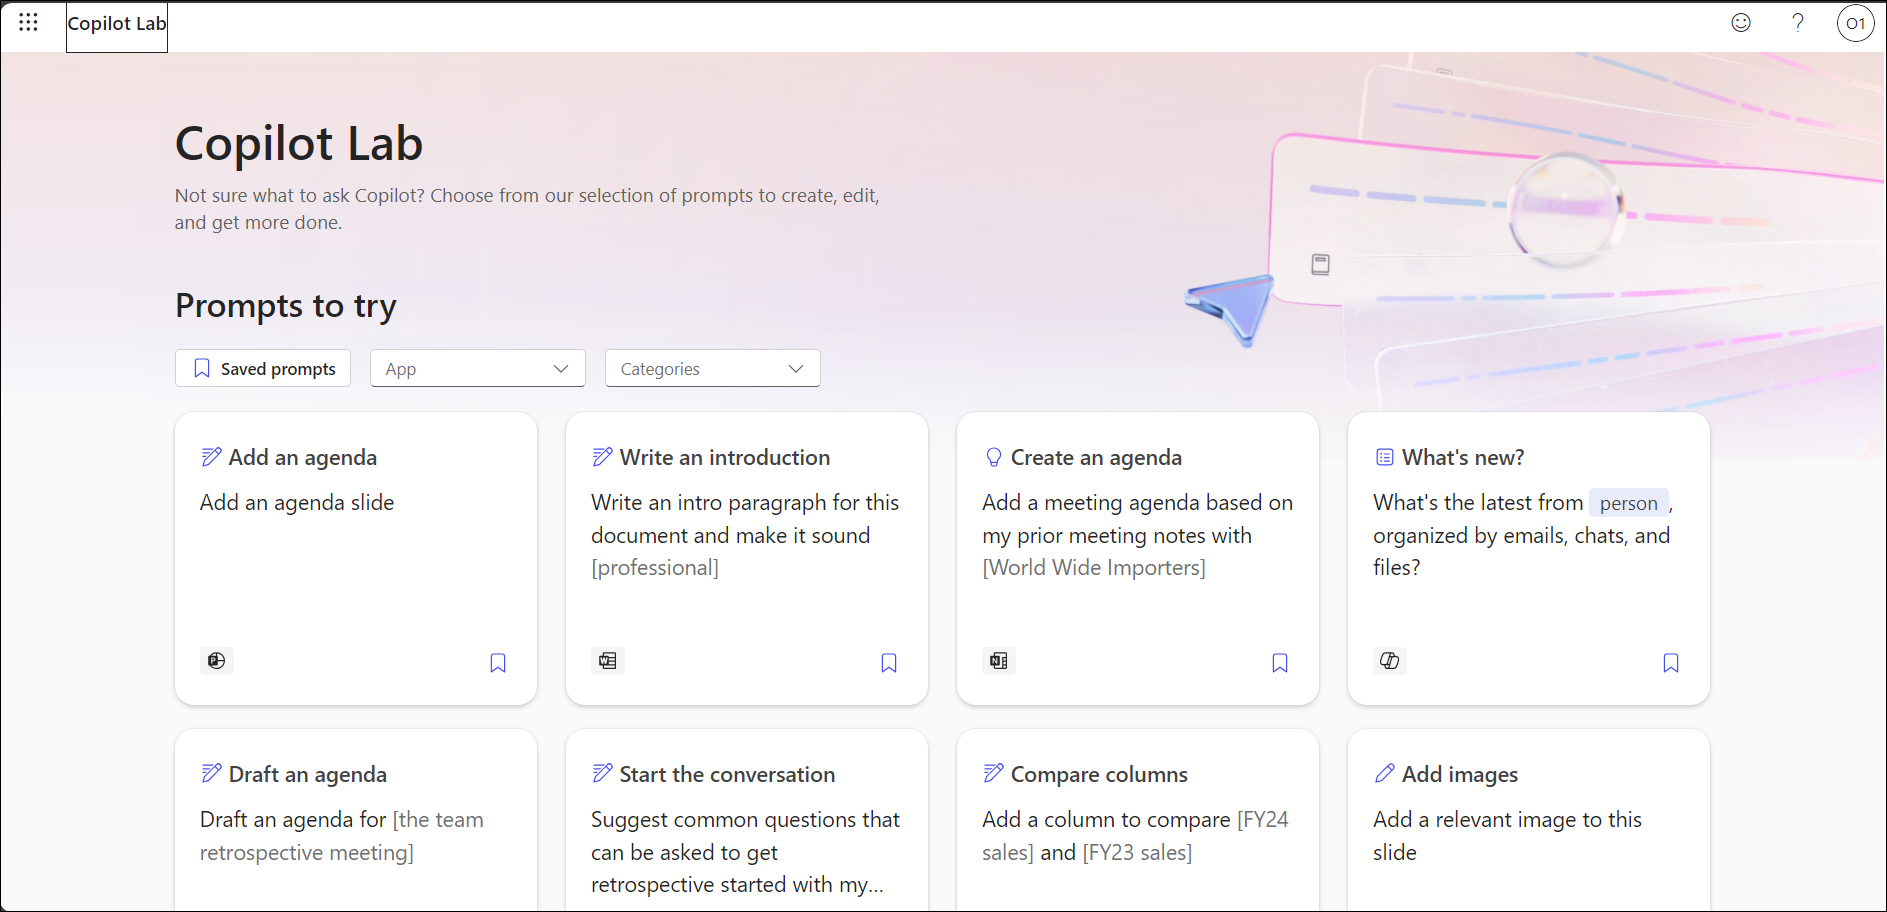 Copilot Lab
O1
Copilot Lab
Not sure what to ask Copilot? Choose from our selection of prompts to create, edit,
and get more done.
Prompts to try
Saved prompts
App
Categories
Add an agenda
Add an agenda slide
Write an introduction
Write an intro paragraph for this
document and make it sound
[professional]
Create an agenda
Add a meeting agenda based on
my prior meeting notes with
[World Wide Importers]
What's new?
What's the latest from person,
organized by emails, chats, and
files?
Draft an agenda
Draft an agenda for [the team
retrospective meeting]
Start the conversation
Suggest common questions that
can be asked to get
retrospective started with my...
Compare columns
Add a column to compare [FY24
sales] and [FY23 sales]
Add images
Add a relevant image to this
slide